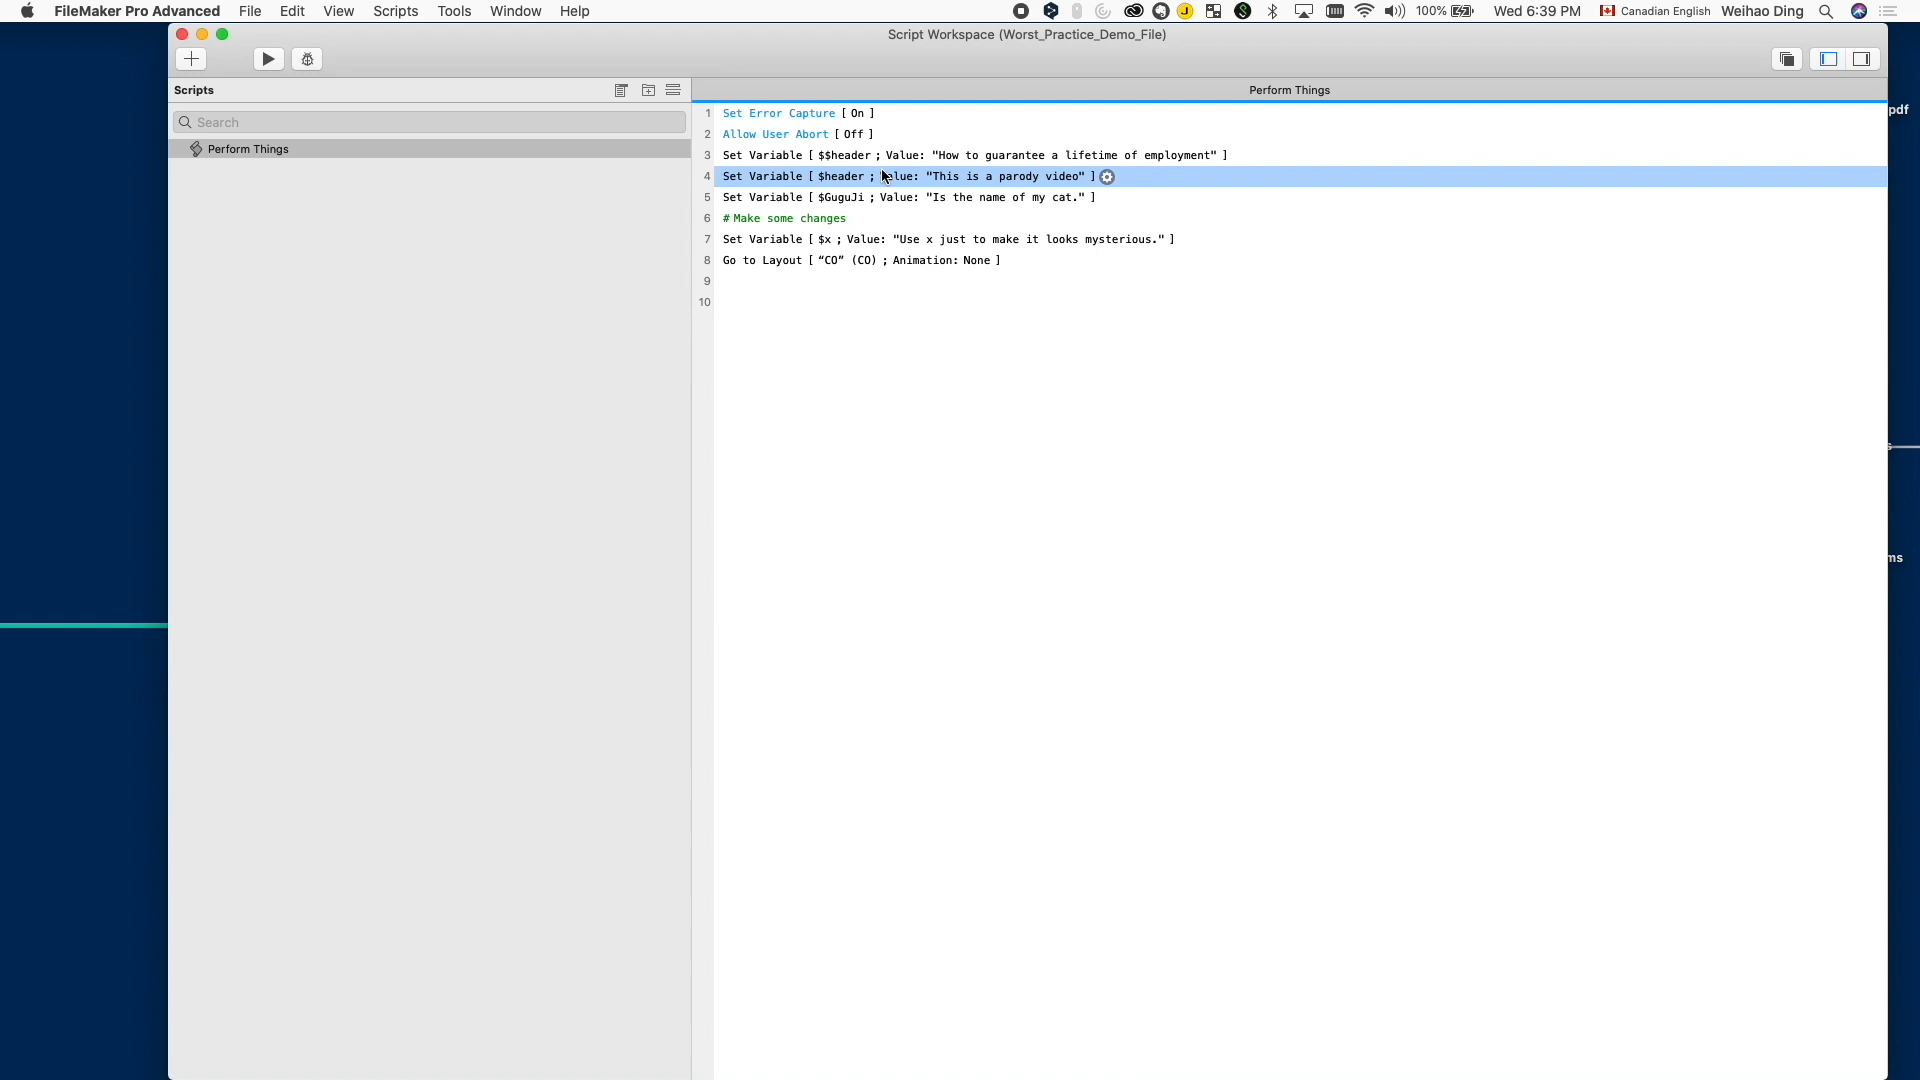 FileMaker Pro Advanced File Edit View Scripts Tools Window Help 100% Wed 6:39 PM Canadian English Weihao Ding
Script Workspace (Worst_Practice_Demo_File)
Scripts
Perform Things
Search
Perform Things
1 Set Error Capture [ On ]
2 Allow User Abort [ Off ]
3 Set Variable [ $$header ; Value: "How to guarantee a lifetime of employment" ]
4 Set Variable [ $header ; Value: "This is a parody video" ]
5 Set Variable [ $GuguJi ; Value: "Is the name of my cat." ]
6 # Make some changes
7 Set Variable [ $x ; Value: "Use x just to make it looks mysterious." ]
8 Go to Layout [ “CO” (CO) ; Animation: None ]
9
10
pdf
ms